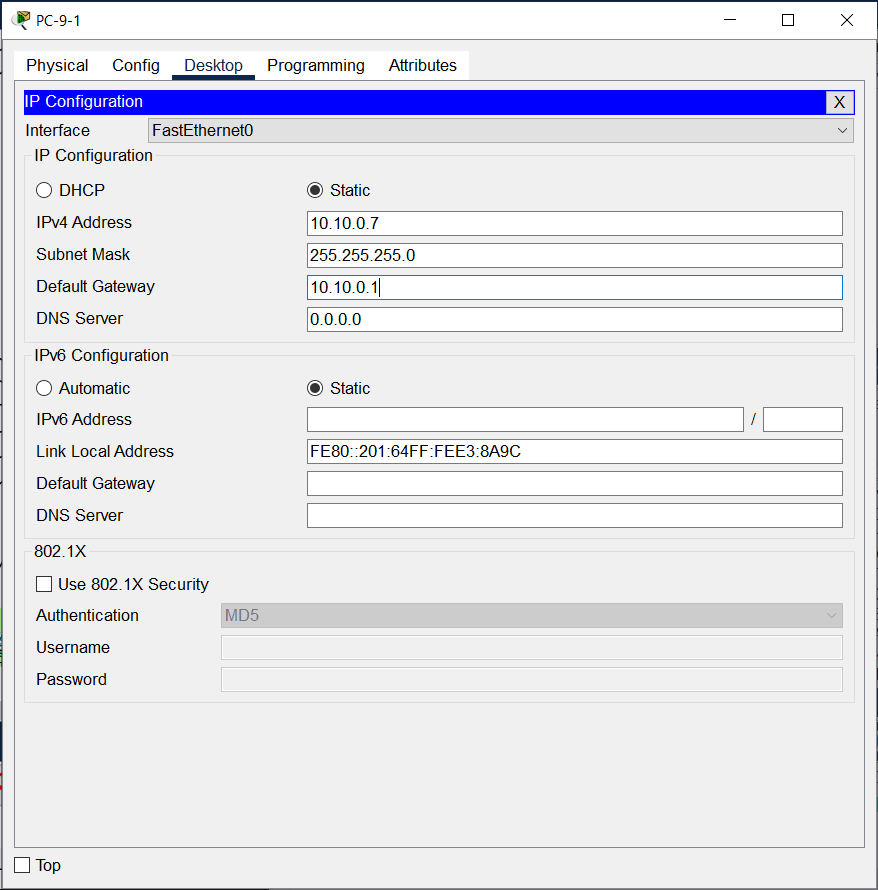 PC-9-1
Physical Config Desktop Programming Attributes
IP Configuration X
Interface FastEthernet0
IP Configuration
DHCP Static
IPv4 Address 10.10.0.7
Subnet Mask 255.255.255.0
Default Gateway 10.10.0.1
DNS Server 0.0.0.0
IPv6 Configuration
Automatic Static
IPv6 Address /
Link Local Address FE80::201:64FF:FEE3:8A9C
Default Gateway
DNS Server
802.1X
Use 802.1X Security
Authentication MD5
Username
Password
Top